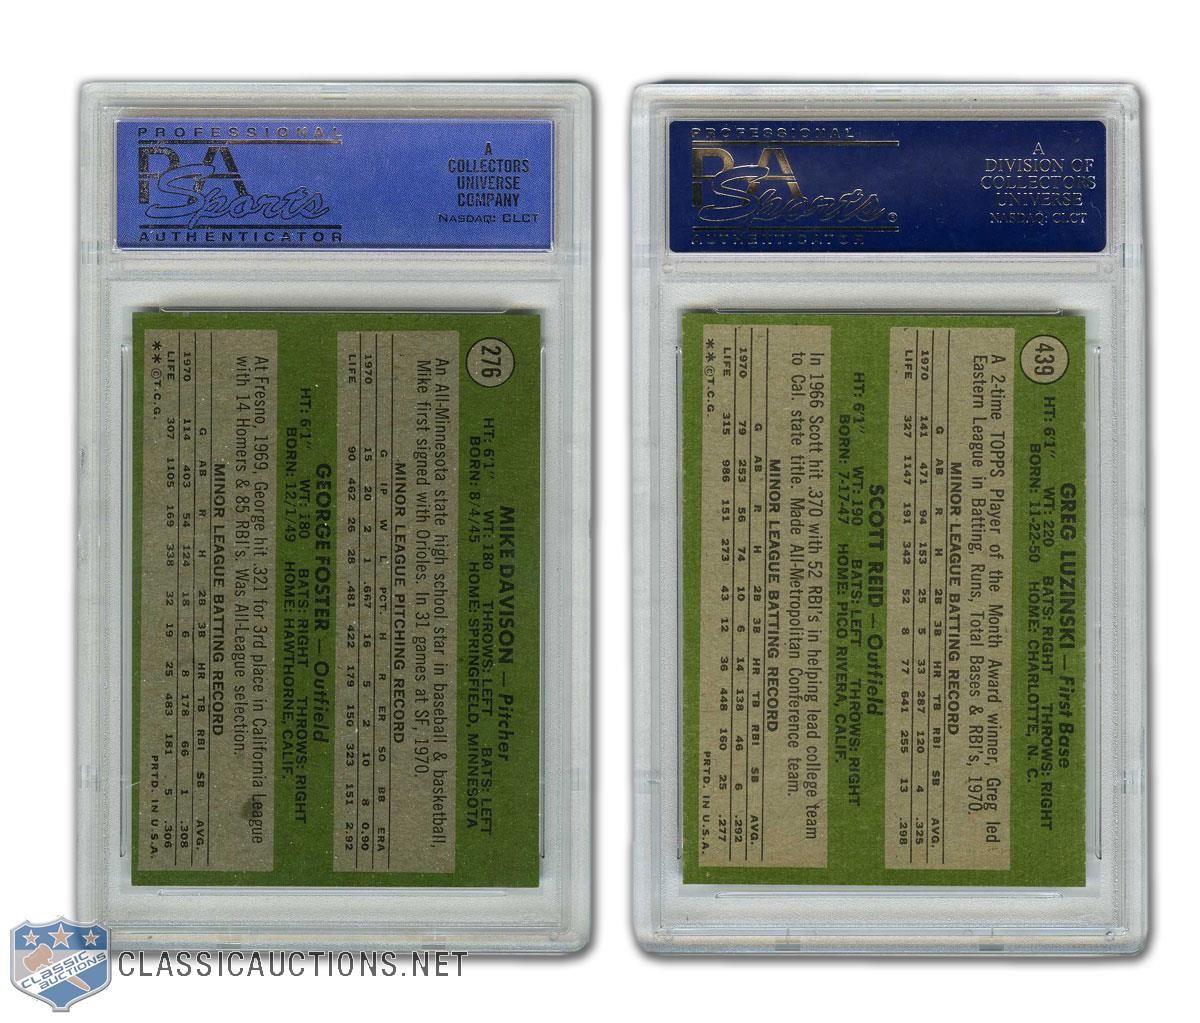 PROFESSIONAL
PSA
Sports
AUTHENTICATOR
A
COLLECTORS
UNIVERSE
COMPANY
NASDAQ: CLCT
276
MIKE DAVISON — Pitcher
HT: 6'1" WT: 180 THROWS: LEFT BATS: LEFT
BORN: 8/4/45 HOME: SPRINGFIELD, MINNESOTA
An All-Minnesota state high school star in baseball & basketball,
Mike first signed with Orioles. In 31 games at SF, 1970.
MINOR LEAGUE PITCHING RECORD
G IP W L PCT. H R ER SO BB ERA
1970 15 20 2 1 .667 16 5 2 10 8 0.90
LIFE 90 462 26 28 .481 422 179 150 323 151 2.92
GEORGE FOSTER — Outfield
HT: 6'1" WT: 180 BATS: RIGHT THROWS: RIGHT
BORN: 12/1/49 HOME: HAWTHORNE, CALIF.
At Fresno, 1969, George hit .321 for 3rd place in California League
with 14 Homers & 85 RBI's. Was All-League selection.
MINOR LEAGUE BATTING RECORD
G AB R H 2B 3B HR TB RBI SB AVG.
1970 114 403 54 124 18 6 8 178 66 1 .308
LIFE 307 1105 169 338 32 19 25 483 181 5 .306
**©T.C.G. PRTD. IN U.S.A.
PROFESSIONAL
PSA
Sports®
AUTHENTICATOR
A
DIVISION OF
COLLECTORS
UNIVERSE
NASDAQ: CLCT
439
GREG LUZINSKI — First Base
HT: 6'1" WT: 220 BATS: RIGHT THROWS: RIGHT
BORN: 11-22-50 HOME: CHARLOTTE, N. C.
A 2-time TOPPS Player of the Month Award winner, Greg led
Eastern League in Batting, Runs, Total Bases & RBI's, 1970.
MINOR LEAGUE BATTING RECORD
G AB R H 2B 3B HR TB RBI SB AVG.
1970 141 471 94 153 25 5 33 287 120 4 .325
LIFE 327 1147 191 342 52 8 77 641 255 13 .298
SCOTT REID — Outfield
HT: 6'1" WT: 190 BATS: LEFT THROWS: RIGHT
BORN: 7-17-47 HOME: PICO RIVERA, CALIF.
In 1966 Scott hit .370 with 52 RBI's in helping lead college team
to Cal. state title. Made All-Metropolitan Conference team.
MINOR LEAGUE BATTING RECORD
G AB R H 2B 3B HR TB RBI SB AVG.
1970 79 253 56 74 10 6 14 138 46 6 .292
LIFE 315 986 151 273 43 12 36 448 160 25 .277
**©T.C.G. PRTD. IN U.S.A.
CLASSIC
AUCTIONS
CLASSICAUCTIONS.NET